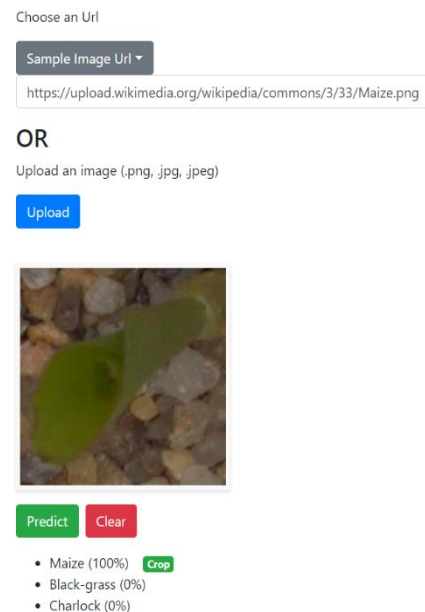 Choose an Url
Sample Image Url
https://upload.wikimedia.org/wikipedia/commons/3/33/Maize.png
OR
Upload an image (.png, .jpg, .jpeg)
Upload
Predict Clear
Maize (100%) Crop
Black-grass (0%)
Charlock (0%)